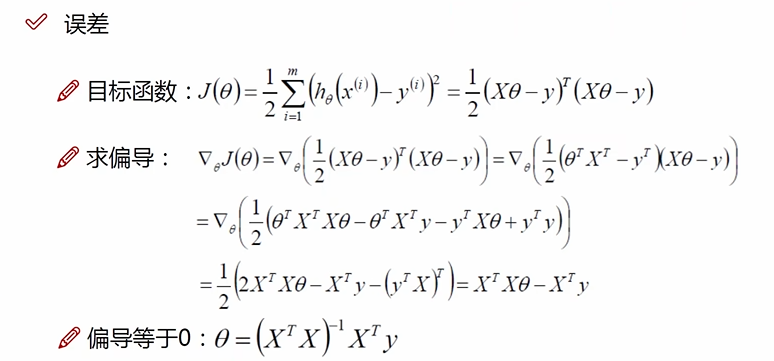 误差
目标函数：J(θ) = 1/2 ∑_{i=1}^{m} (h_θ(x^{(i)}) − y^{(i)})^2 = 1/2 (Xθ − y)^T (Xθ − y)
求偏导： ∇_θ J(θ) = ∇_θ (1/2 (Xθ − y)^T (Xθ − y)) = ∇_θ (1/2 (θ^T X^T − y^T)(Xθ − y))
= ∇_θ (1/2 (θ^T X^T Xθ − θ^T X^T y − y^T Xθ + y^T y))
= 1/2 (2X^T Xθ − X^T y − (y^T X)^T) = X^T Xθ − X^T y
偏导等于0：θ = (X^T X)^{−1} X^T y